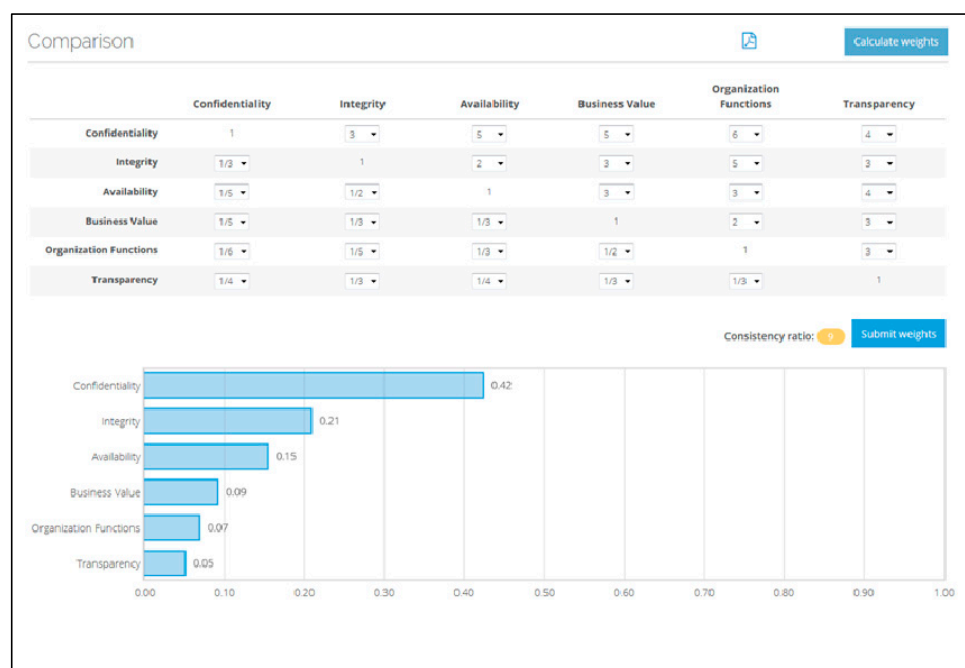 Comparison
Calculate weights
Confidentiality Integrity Availability Business Value Organization Functions Transparency
Confidentiality 1 3 5 5 6 4
Integrity 1/3 1 2 3 5 3
Availability 1/5 1/2 1 3 3 4
Business Value 1/5 1/3 1/3 1 2 3
Organization Functions 1/6 1/5 1/3 1/2 1 3
Transparency 1/4 1/3 1/4 1/3 1/3 1
Consistency ratio: 9 Submit weights
Confidentiality 0.42
Integrity 0.21
Availability 0.15
Business Value 0.09
Organization Functions 0.07
Transparency 0.05
0.00 0.10 0.20 0.30 0.40 0.50 0.60 0.70 0.80 0.90 1.00